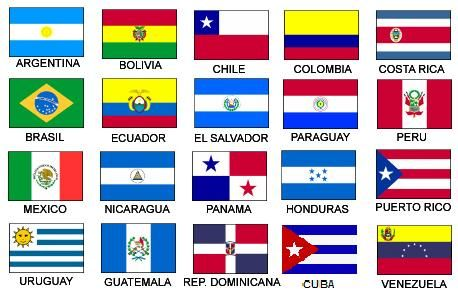 ARGENTINA
BOLIVIA
CHILE
COLOMBIA
COSTA RICA
BRASIL
ECUADOR
EL SALVADOR
PARAGUAY
PERU
MEXICO
NICARAGUA
PANAMA
HONDURAS
PUERTO RICO
URUGUAY
GUATEMALA
REP. DOMINICANA
CUBA
VENEZUELA